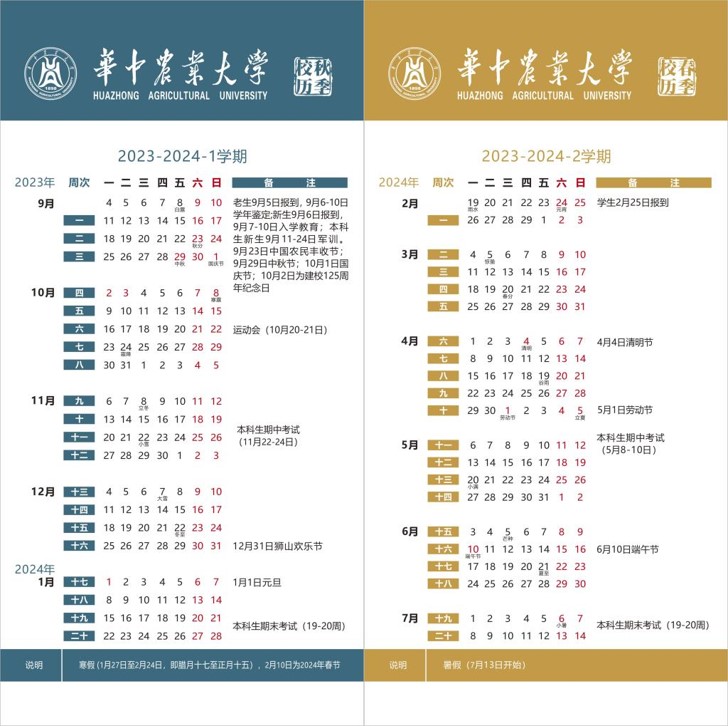 華中農業大學
HUAZHONG AGRICULTURAL UNIVERSITY
秋季校历
2023-2024-1学期
2023年 周次 一 二 三 四 五 六 日 备 注
9月 4 5 6 7 8 9 10
白露
一 11 12 13 14 15 16 17
二 18 19 20 21 22 23 24
秋分
三 25 26 27 28 29 30 1
中秋 国庆节
老生9月5日报到，9月6-10日
学年鉴定;新生9月6日报到，
9月7-10日入学教育；本科
生新生9月11-24日军训。
9月23日中国农民丰收节；
9月29日中秋节；10月1日国
庆节；10月2日为建校125周
年纪念日
10月 四 2 3 4 5 6 7 8
寒露
五 9 10 11 12 13 14 15
六 16 17 18 19 20 21 22 运动会（10月20-21日）
七 23 24 25 26 27 28 29
霜降
八 30 31 1 2 3 4 5
11月 九 6 7 8 9 10 11 12
立冬
十 13 14 15 16 17 18 19
十一 20 21 22 23 24 25 26
小雪
十二 27 28 29 30 1 2 3
本科生期中考试
（11月22-24日）
12月 十三 4 5 6 7 8 9 10
大雪
十四 11 12 13 14 15 16 17
十五 18 19 20 21 22 23 24
冬至
十六 25 26 27 28 29 30 31 12月31日狮山欢乐节
2024年
1月 十七 1 2 3 4 5 6 7 1月1日元旦
十八 8 9 10 11 12 13 14
十九 15 16 17 18 19 20 21
二十 22 23 24 25 26 27 28
本科生期末考试（19-20周）
说明 寒假 (1月27日至2月24日，即腊月十七至正月十五），2月10日为2024年春节
華中農業大學
HUAZHONG AGRICULTURAL UNIVERSITY
春季校历
2023-2024-2学期
2024年 周次 一 二 三 四 五 六 日 备 注
2月 19 20 21 22 23 24 25 学生2月25日报到
雨水 元宵
一 26 27 28 29 1 2 3
3月 二 4 5 6 7 8 9 10
惊蛰
三 11 12 13 14 15 16 17
四 18 19 20 21 22 23 24
春分
五 25 26 27 28 29 30 31
4月 六 1 2 3 4 5 6 7 4月4日清明节
清明
七 8 9 10 11 12 13 14
八 15 16 17 18 19 20 21
谷雨
九 22 23 24 25 26 27 28
十 29 30 1 2 3 4 5 5月1日劳动节
劳动节 立夏
5月 十一 6 7 8 9 10 11 12
十二 13 14 15 16 17 18 19
十三 20 21 22 23 24 25 26
小满
十四 27 28 29 30 31 1 2
本科生期中考试
（5月8-10日）
6月 十五 3 4 5 6 7 8 9
芒种
十六 10 11 12 13 14 15 16 6月10日端午节
端午节
十七 17 18 19 20 21 22 23
夏至
十八 24 25 26 27 28 29 30
7月 十九 1 2 3 4 5 6 7
小暑
二十 8 9 10 11 12 13 14
本科生期末考试（19-20周）
说明 暑假（7月13日开始）